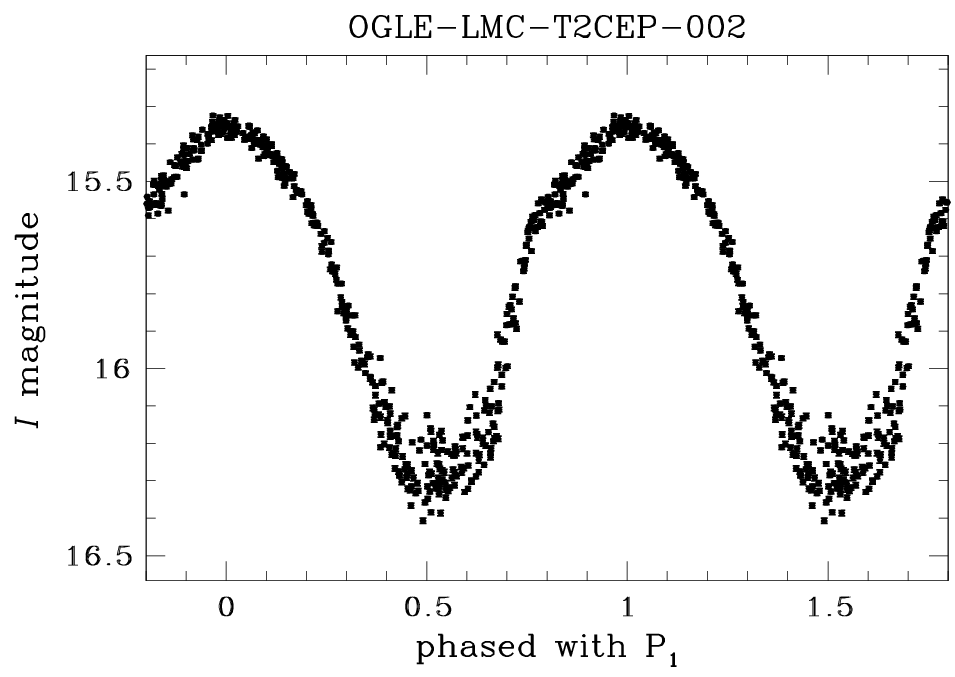 OGLE−LMC−T2CEP−002
15.5
16
16.5
I magnitude
0 0.5 1 1.5
phased with P₁